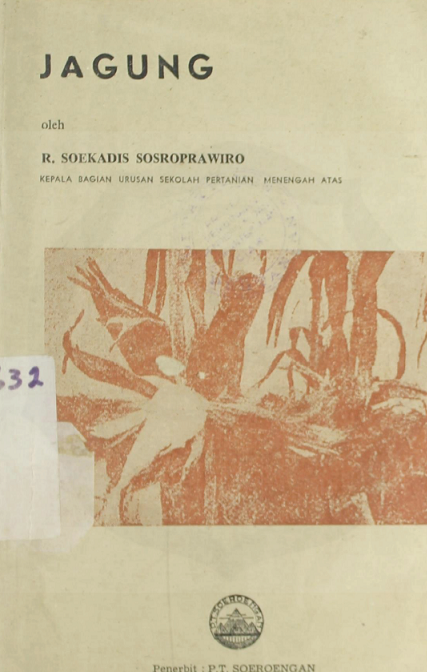 JAGUNG
oleh
R. SOEKADIS SOSROPRAWIRO
KEPALA BAGIAN URUSAN SEKOLAH PERTANIAN MENENGAH ATAS
32
Penerbit : P.T. SOEROENGAN